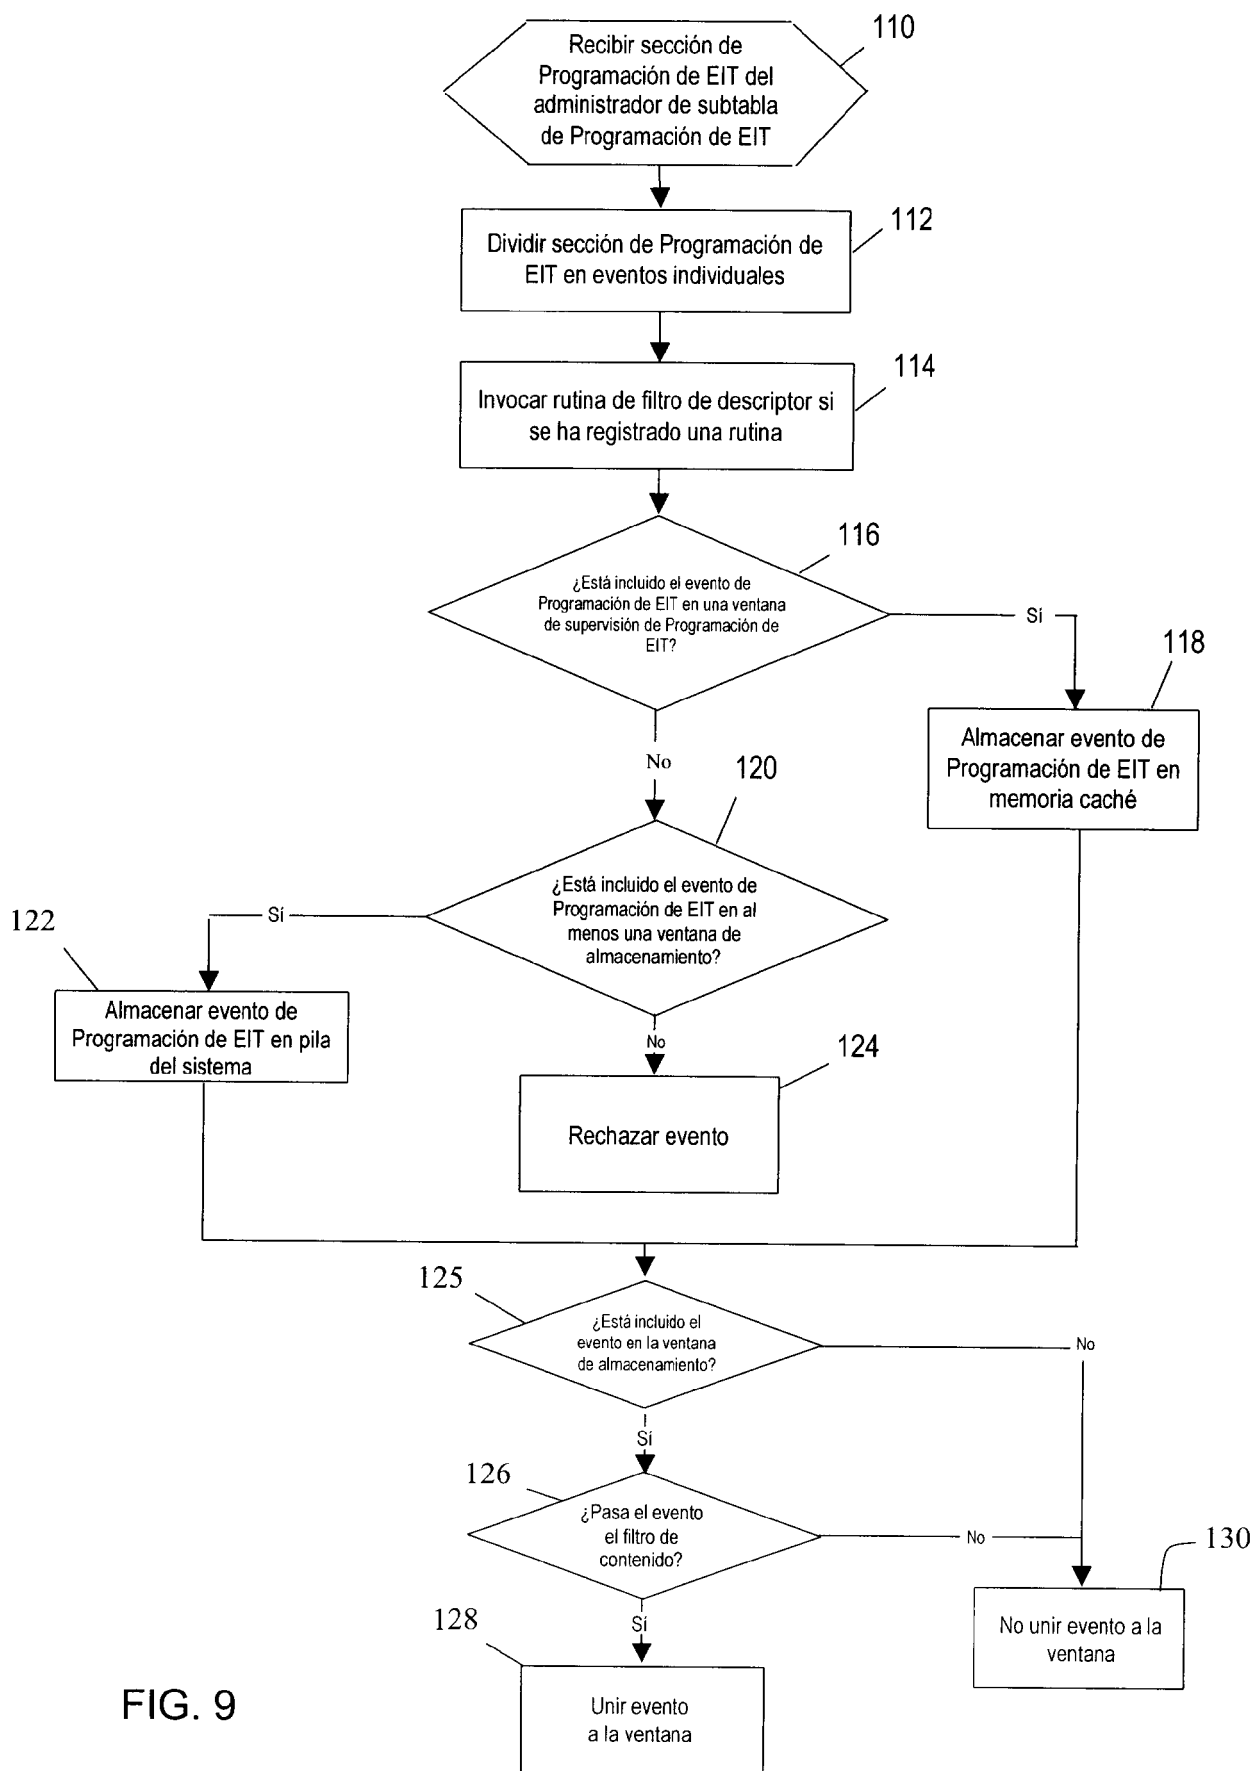 110
Recibir sección de
Programación de EIT del
administrador de subtabla
de Programación de EIT
112
Dividir sección de Programación de
EIT en eventos individuales
114
Invocar rutina de filtro de descriptor si
se ha registrado una rutina
116
¿Está incluido el evento de
Programación de EIT en una ventana
de supervisión de Programación de
EIT?
Sí
118
Almacenar evento de
Programación de EIT en
memoria caché
No
120
¿Está incluido el evento de
Programación de EIT en al
menos una ventana de
almacenamiento?
Sí
122
Almacenar evento de
Programación de EIT en pila
del sistema
No
124
Rechazar evento
125
¿Está incluido el
evento en la ventana
de almacenamiento?
No
Sí
126
¿Pasa el evento
el filtro de
contenido?
No
130
No unir evento a la
ventana
Sí
128
Unir evento
a la ventana
FIG. 9